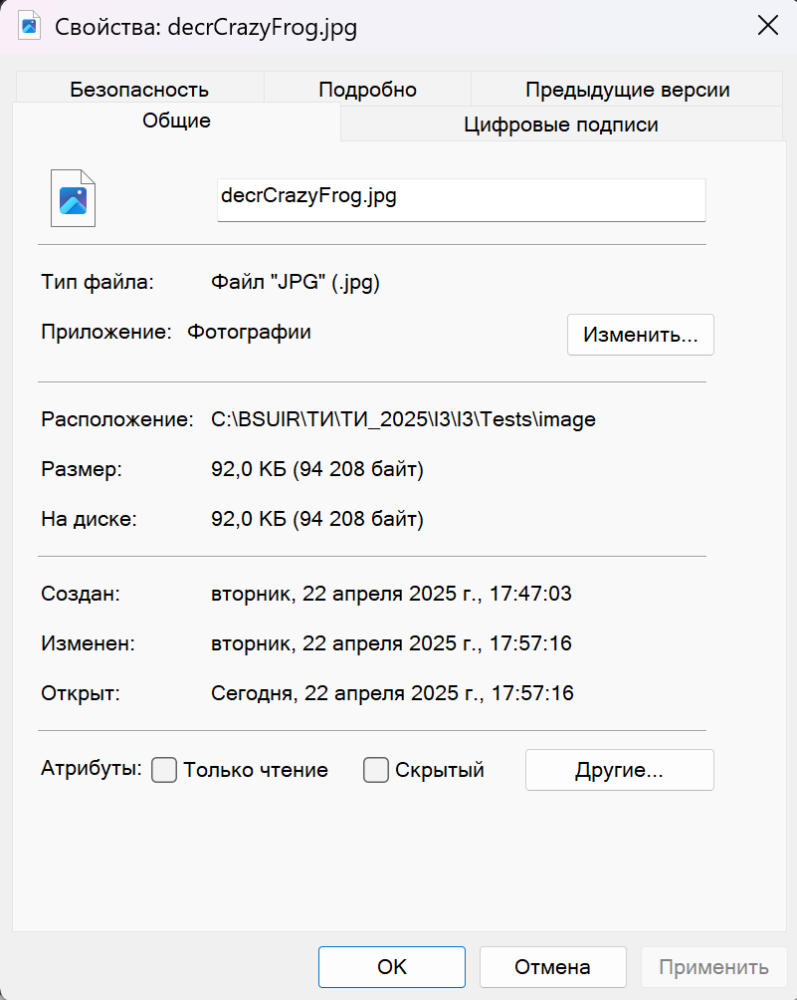 Свойства: decrCrazyFrog.jpg
Безопасность Подробно Предыдущие версии
Общие Цифровые подписи
decrCrazyFrog.jpg
Тип файла: Файл "JPG" (.jpg)
Приложение: Фотографии Изменить...
Расположение: C:\BSUIR\ТИ\ТИ_2025\I3\I3\Tests\image
Размер: 92,0 КБ (94 208 байт)
На диске: 92,0 КБ (94 208 байт)
Создан: вторник, 22 апреля 2025 г., 17:47:03
Изменен: вторник, 22 апреля 2025 г., 17:57:16
Открыт: Сегодня, 22 апреля 2025 г., 17:57:16
Атрибуты: Только чтение Скрытый Другие...
OK Отмена Применить